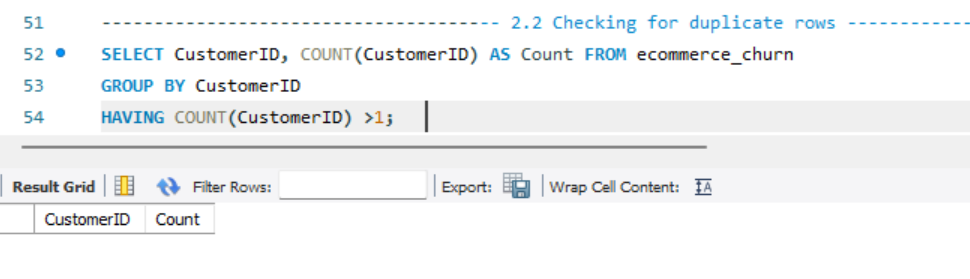 51 ---------------------------------------- 2.2 Checking for duplicate rows ------------
52 SELECT CustomerID, COUNT(CustomerID) AS Count FROM ecommerce_churn
53 GROUP BY CustomerID
54 HAVING COUNT(CustomerID) >1;
Result Grid Filter Rows: Export: Wrap Cell Content: IA
CustomerID Count